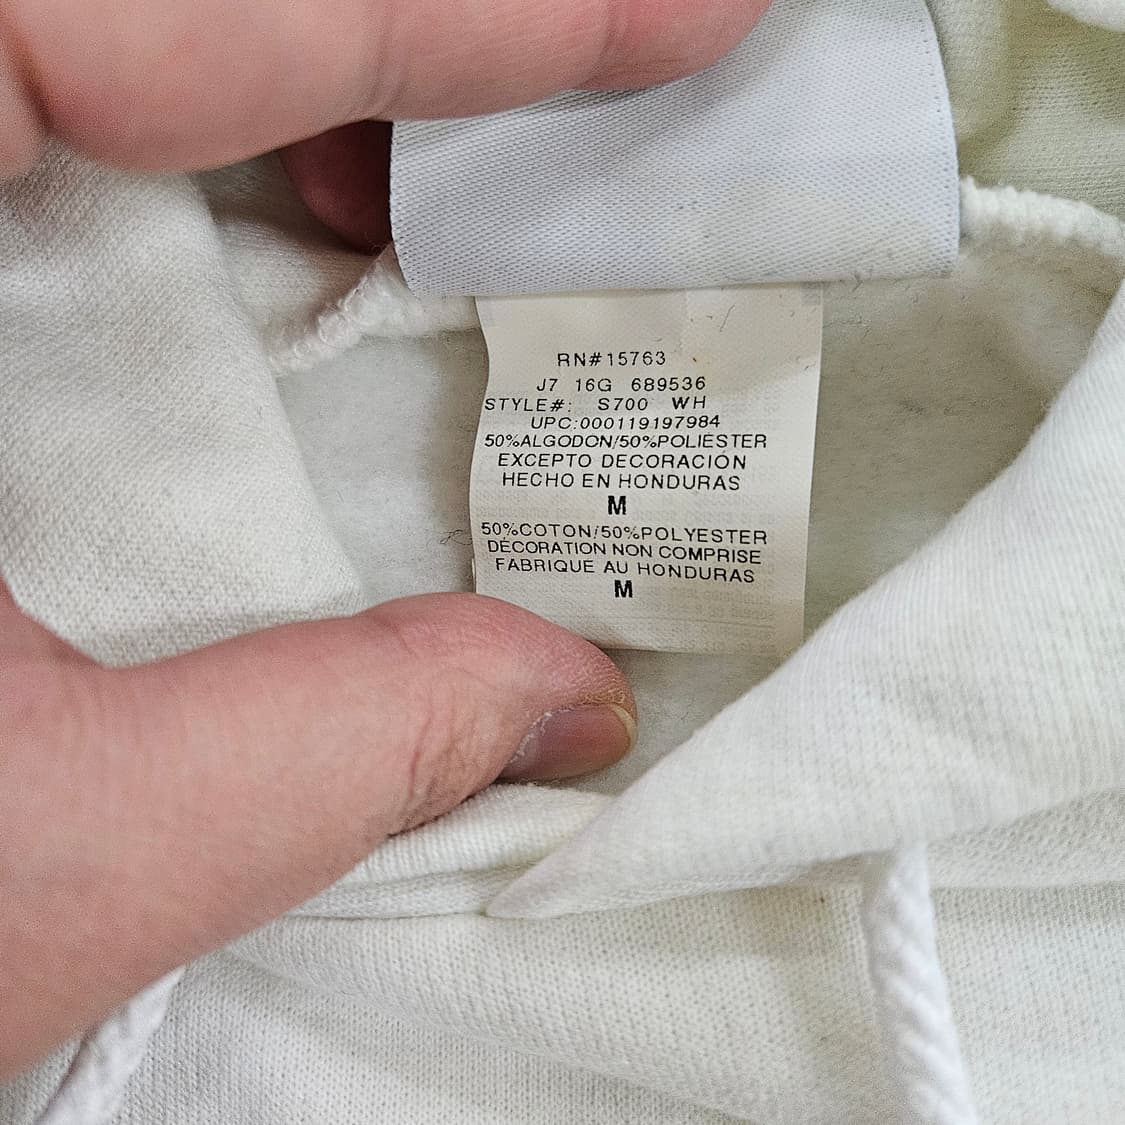 RN#15763
J7 16G 689536
STYLE#: S700 WH
UPC:000119197984
50%ALGODON/50%POLIÉSTER
EXCEPTO DECORACIÓN
HECHO EN HONDURAS
M
50%COTON/50%POLYESTER
DÉCORATION NON COMPRISE
FABRIQUE AU HONDURAS
M